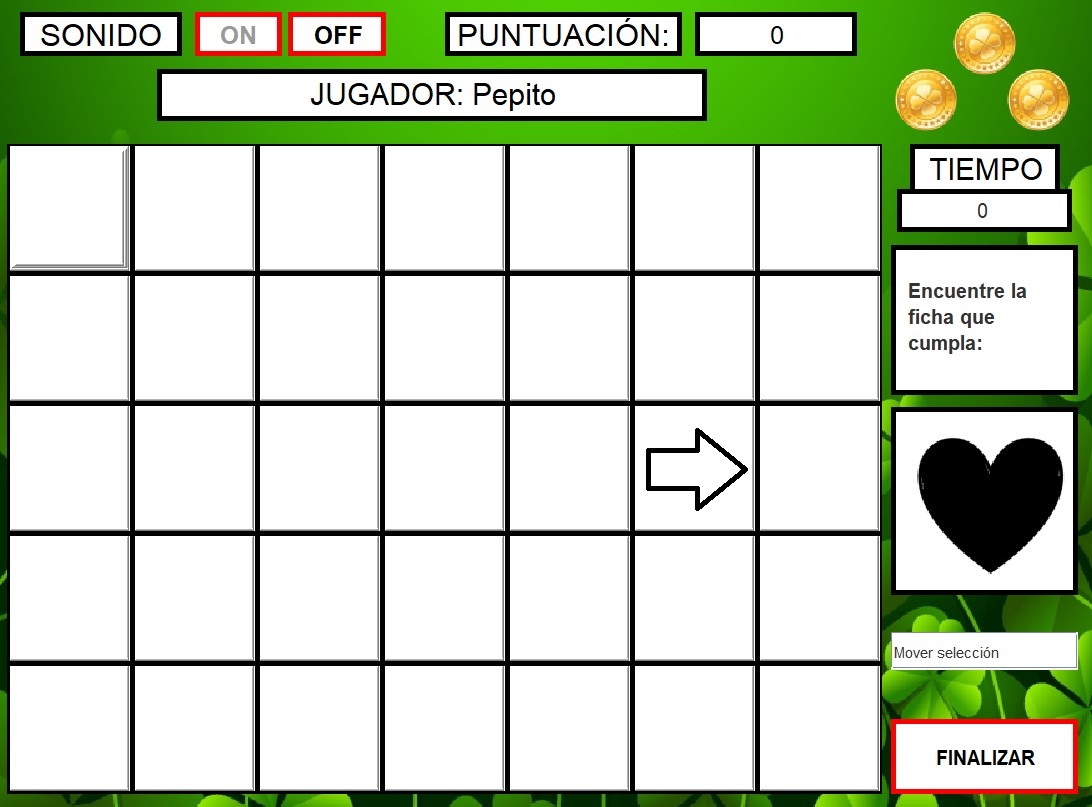 SONIDO ON OFF PUNTUACIÓN: 0
JUGADOR: Pepito
TIEMPO
0
Encuentre la
ficha que
cumpla:
Mover selección
FINALIZAR